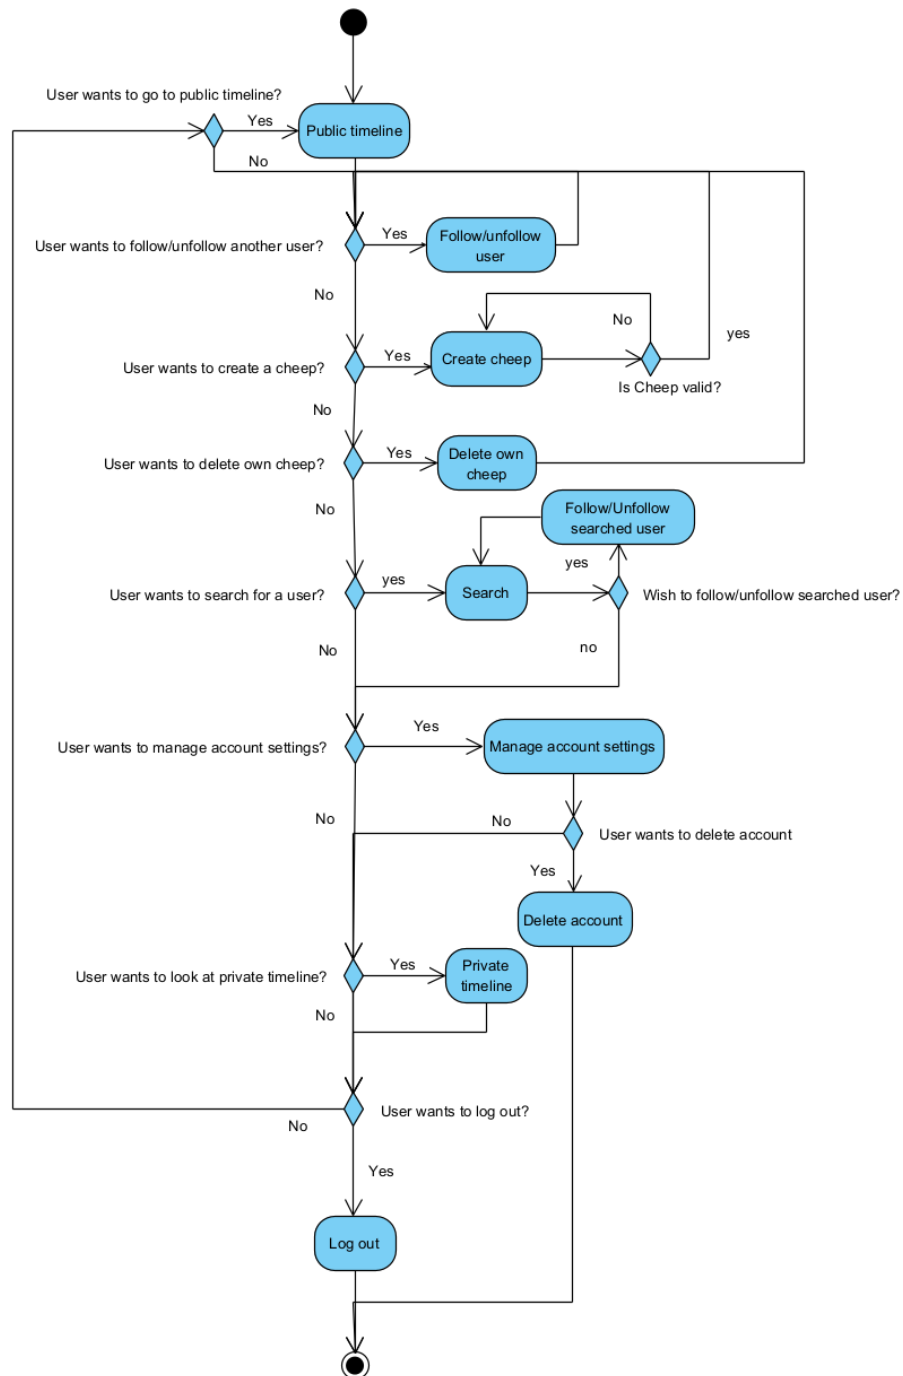 User wants to go to public timeline?
Yes
Public timeline
No
User wants to follow/unfollow another user?
Yes
Follow/unfollow
user
No
No
yes
User wants to create a cheep?
Yes
Create cheep
Is Cheep valid?
No
User wants to delete own cheep?
Yes
Delete own
cheep
No
Follow/Unfollow
searched user
yes
User wants to search for a user?
yes
Search
Wish to follow/unfollow searched user?
No
no
Yes
User wants to manage account settings?
Manage account settings
No
No
User wants to delete account
Yes
Delete account
User wants to look at private timeline?
Yes
Private
timeline
No
User wants to log out?
No
Yes
Log out